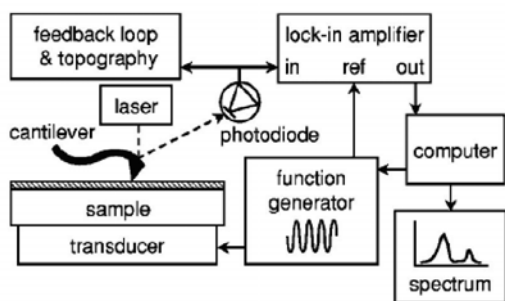 feedback loop
& topography
lock-in amplifier
in ref out
laser
cantilever
photodiode
computer
function
generator
sample
transducer
spectrum